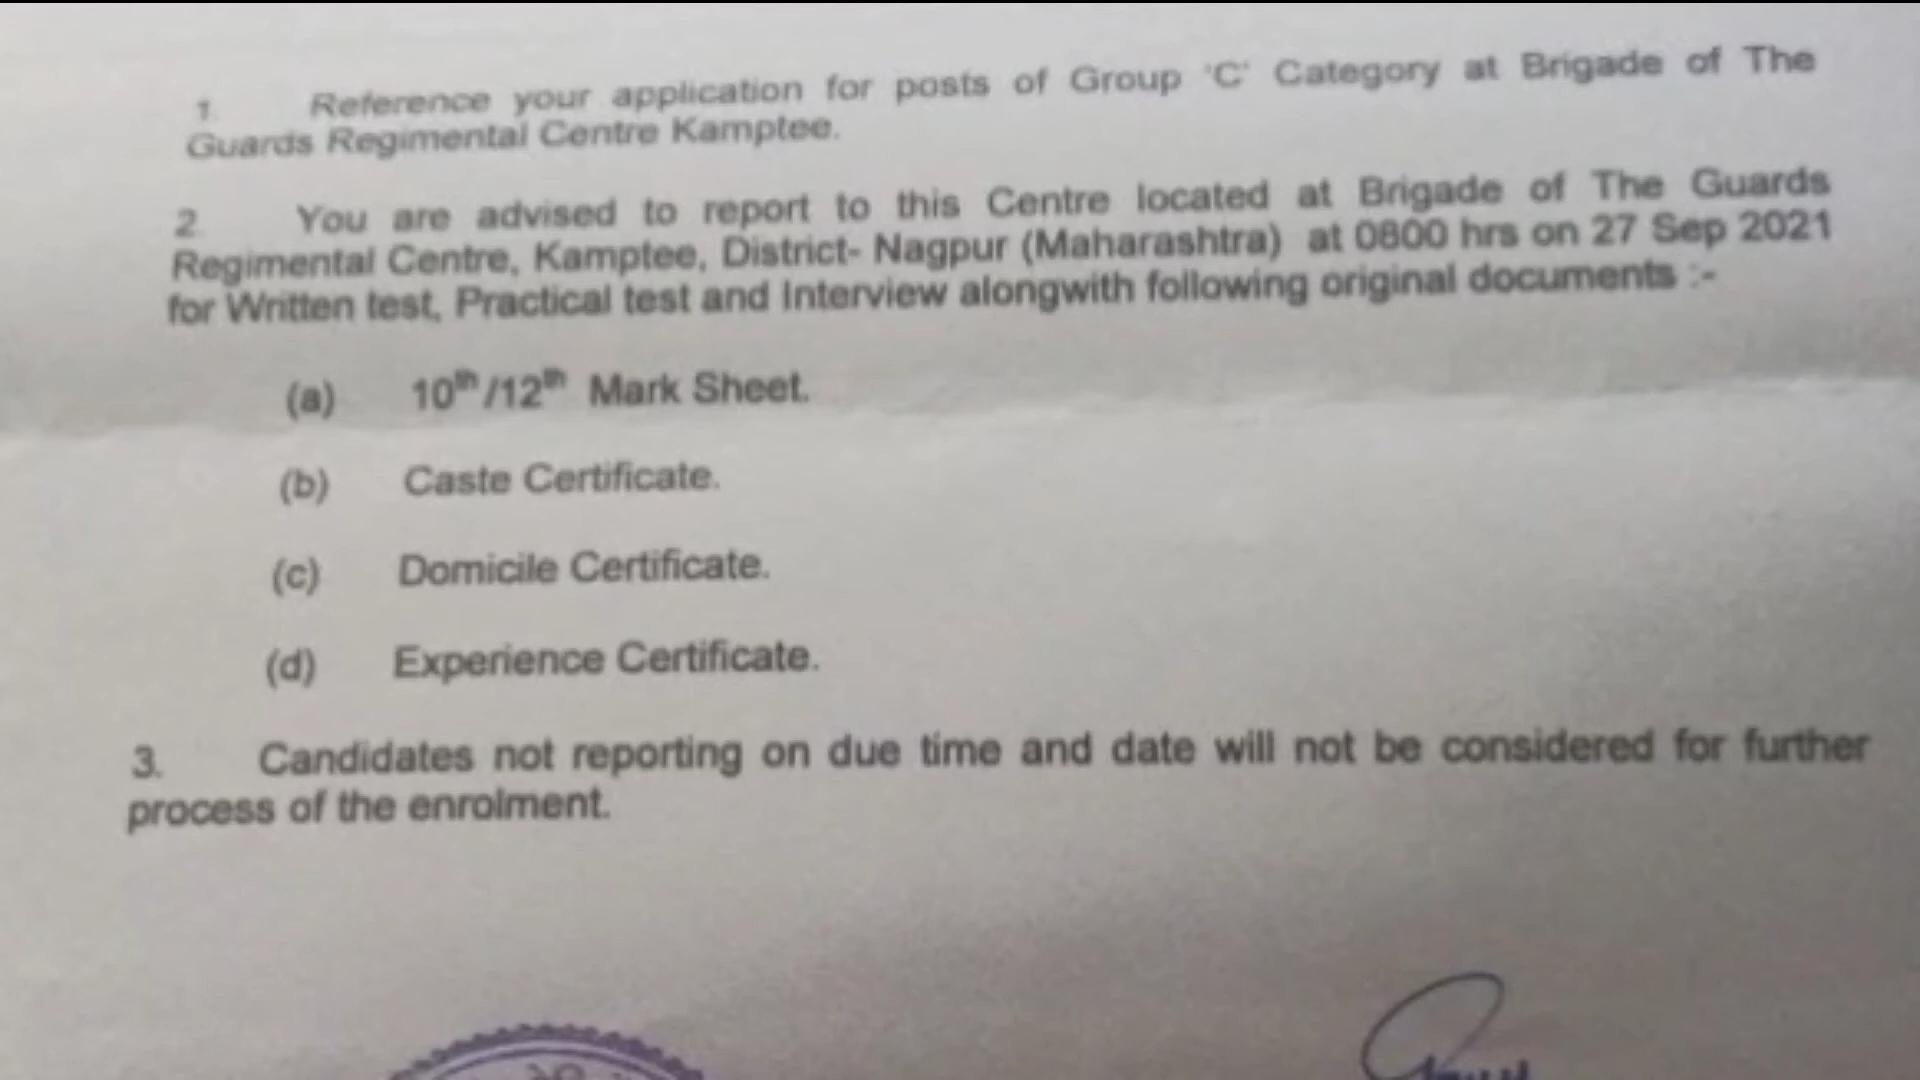 1. Reference your application for posts of Group 'C' Category at Brigade of The
Guards Regimental Centre Kamptee.
2. You are advised to report to this Centre located at Brigade of The Guards
Regimental Centre, Kamptee, District- Nagpur (Maharashtra) at 0800 hrs on 27 Sep 2021
for Written test, Practical test and Interview alongwith following original documents :-
(a) 10th /12th Mark Sheet.
(b) Caste Certificate.
(c) Domicile Certificate.
(d) Experience Certificate.
3. Candidates not reporting on due time and date will not be considered for further
process of the enrolment.